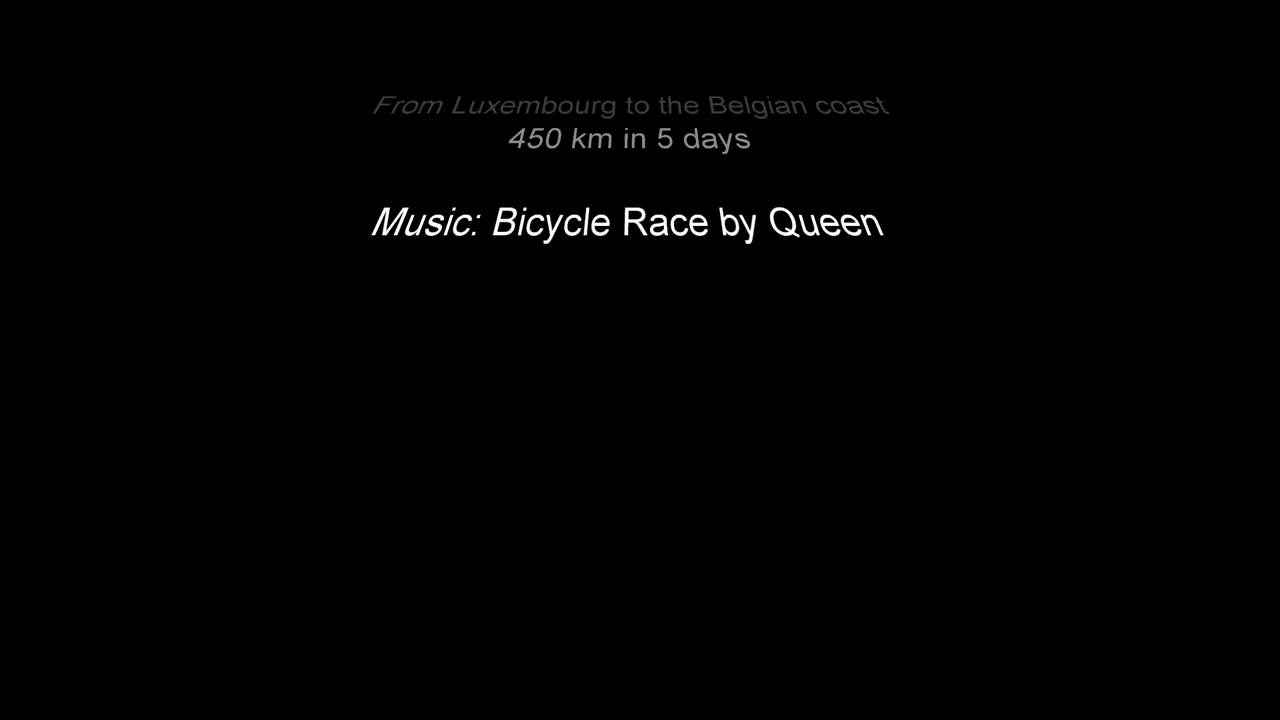 From Luxembourg to the Belgian coast
450 km in 5 days
Music: Bicycle Race by Queen